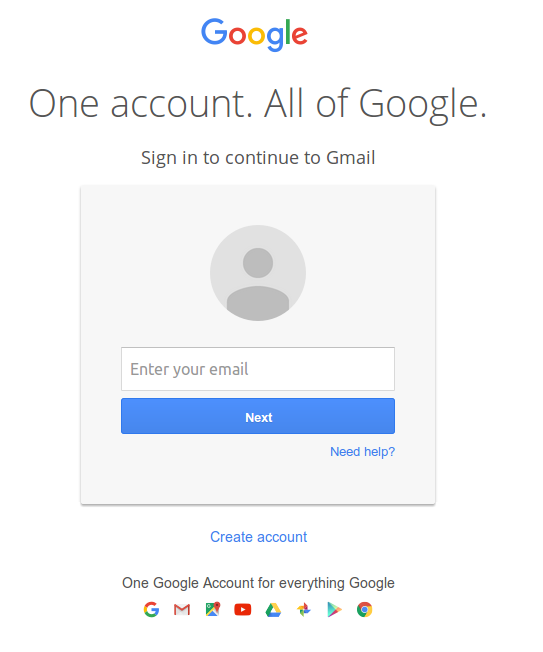 Google
One account. All of Google.
Sign in to continue to Gmail
Enter your email
Next
Need help?
Create account
One Google Account for everything Google